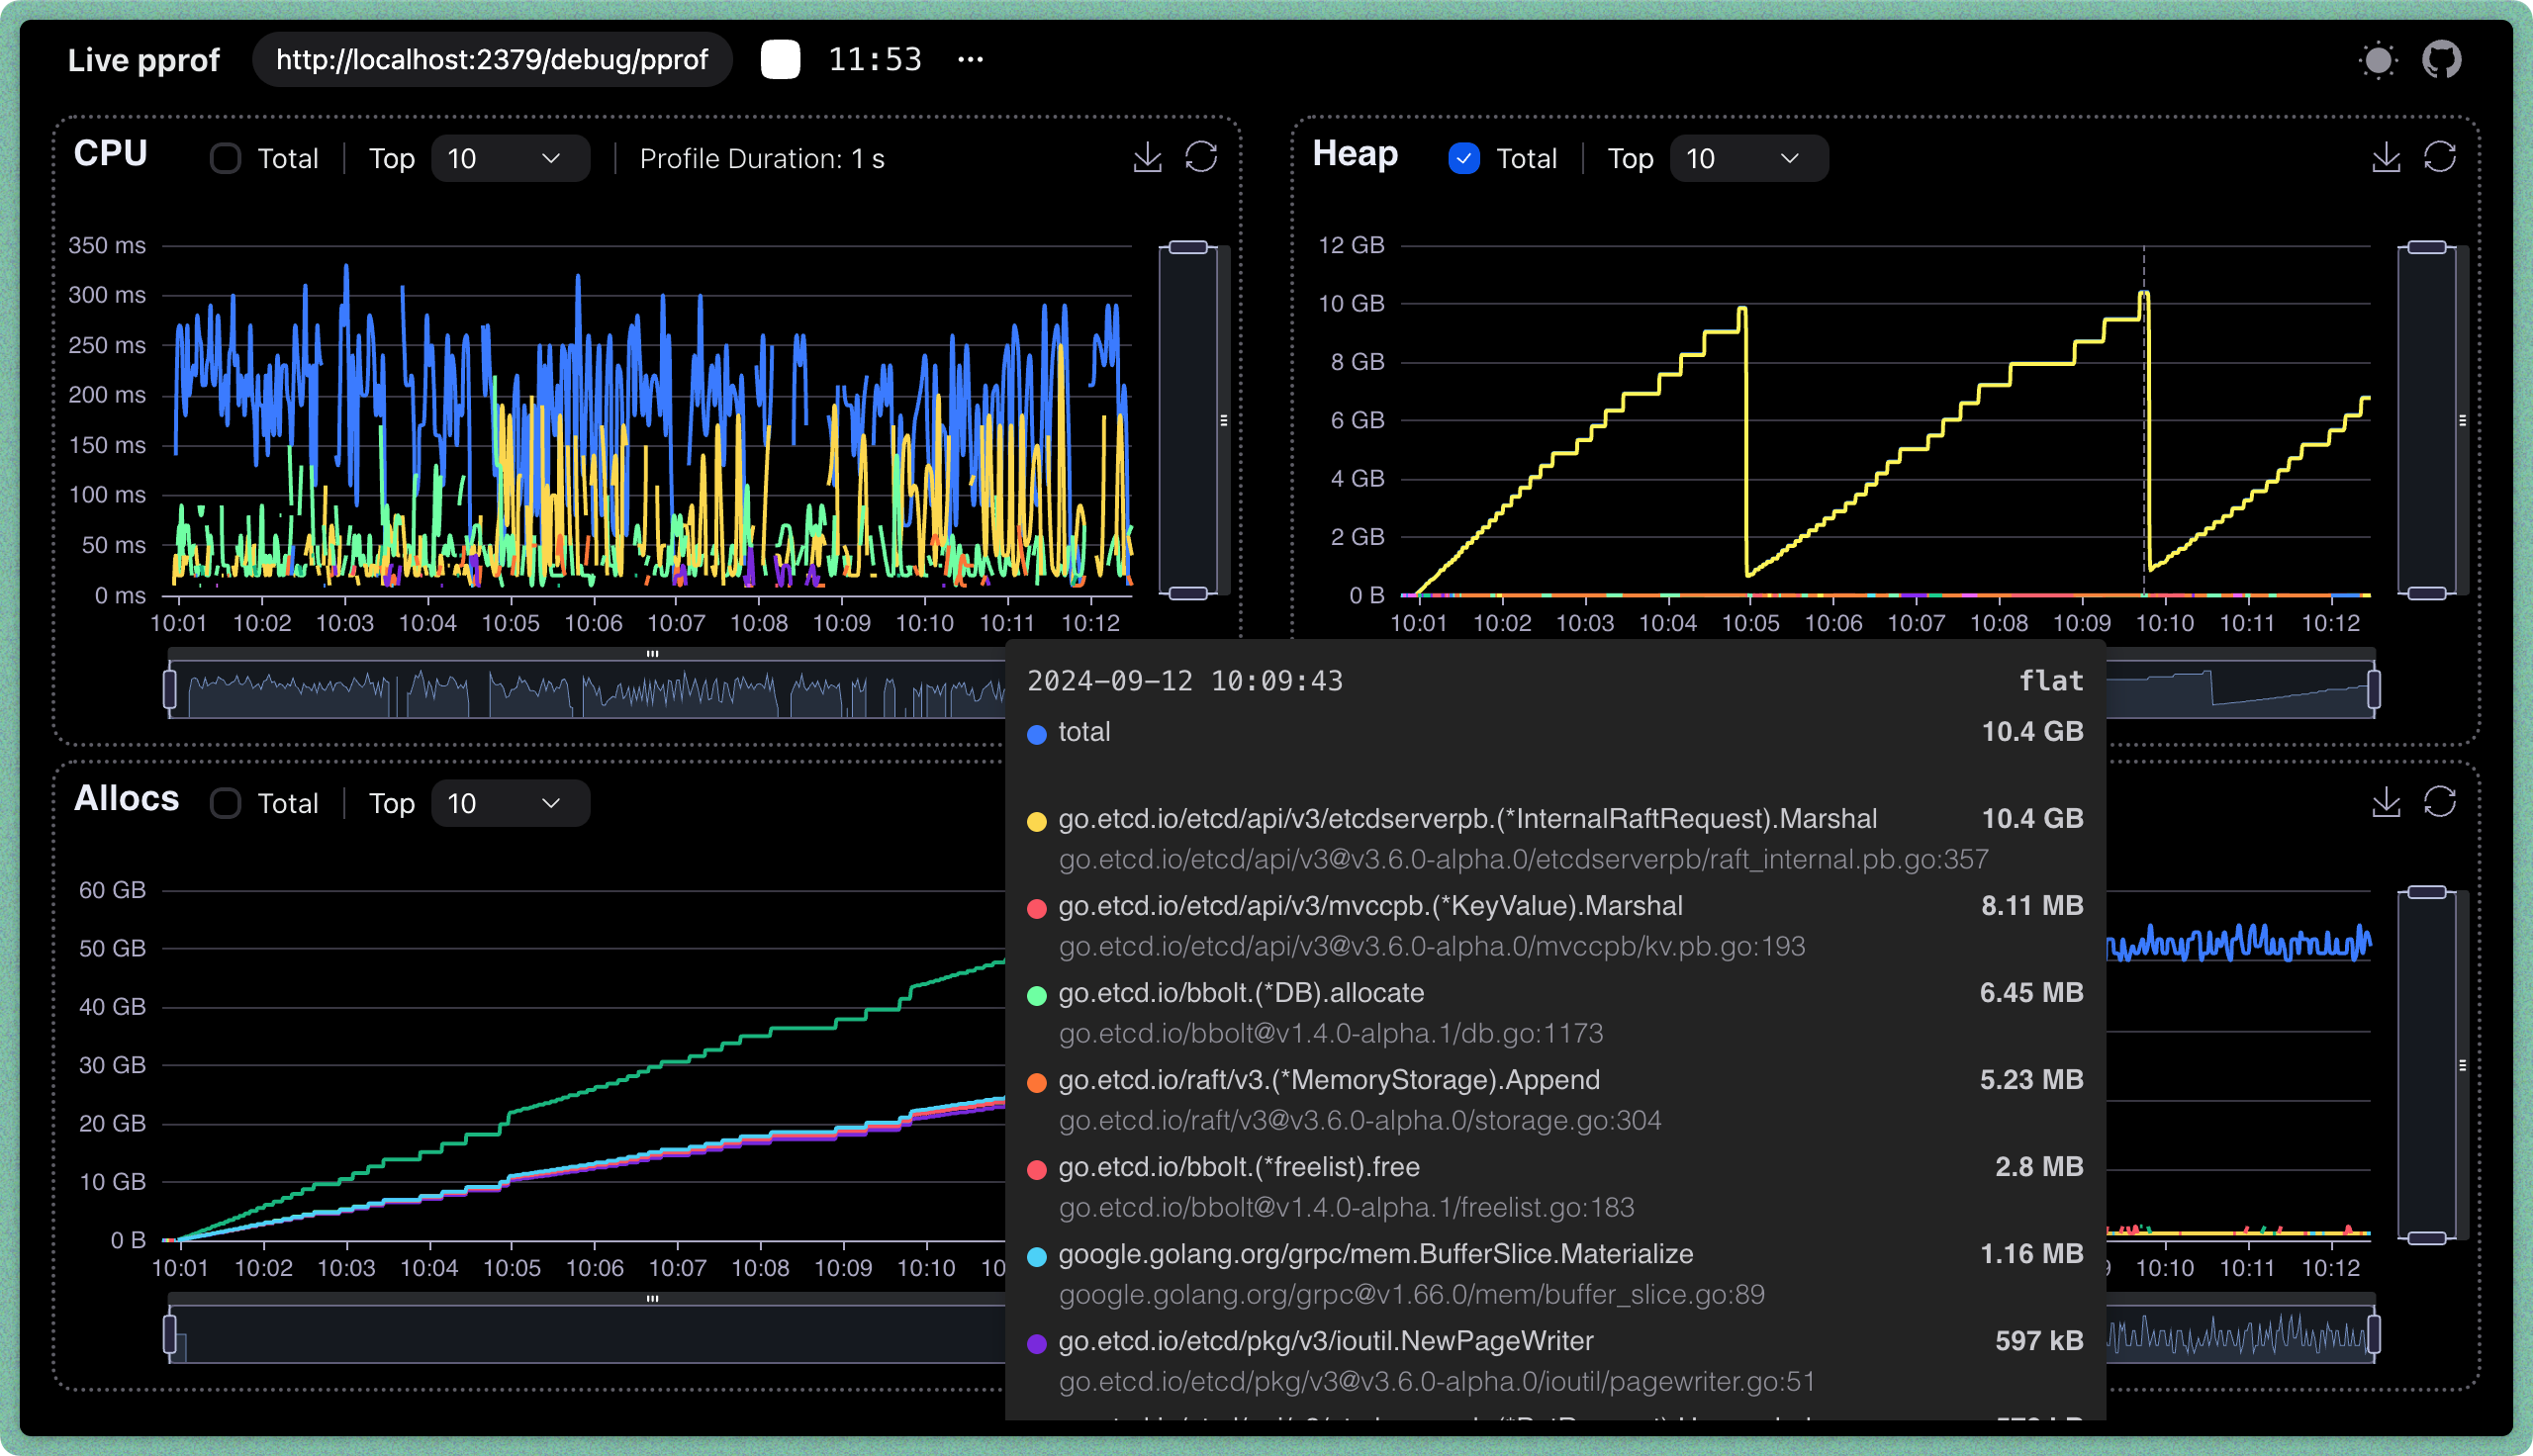 Live pprof http://localhost:2379/debug/pprof 11:53 ···
CPU Total Top 10 Profile Duration: 1 s
350 ms
300 ms
250 ms
200 ms
150 ms
100 ms
50 ms
0 ms
10:01 10:02 10:03 10:04 10:05 10:06 10:07 10:08 10:09 10:10 10:11 10:12
Heap Total Top 10
12 GB
10 GB
8 GB
6 GB
4 GB
2 GB
0 B
10:01 10:02 10:03 10:04 10:05 10:06 10:07 10:08 10:09 10:10 10:11 10:12
Allocs Total Top 10
60 GB
50 GB
40 GB
30 GB
20 GB
10 GB
0 B
10:01 10:02 10:03 10:04 10:05 10:06 10:07 10:08 10:09 10:10 10
2024-09-12 10:09:43 flat
total 10.4 GB
go.etcd.io/etcd/api/v3/etcdserverpb.(*InternalRaftRequest).Marshal 10.4 GB
go.etcd.io/etcd/api/v3@v3.6.0-alpha.0/etcdserverpb/raft_internal.pb.go:357
go.etcd.io/etcd/api/v3/mvccpb.(*KeyValue).Marshal 8.11 MB
go.etcd.io/etcd/api/v3@v3.6.0-alpha.0/mvccpb/kv.pb.go:193
go.etcd.io/bbolt.(*DB).allocate 6.45 MB
go.etcd.io/bbolt@v1.4.0-alpha.1/db.go:1173
go.etcd.io/raft/v3.(*MemoryStorage).Append 5.23 MB
go.etcd.io/raft/v3@v3.6.0-alpha.0/storage.go:304
go.etcd.io/bbolt.(*freelist).free 2.8 MB
go.etcd.io/bbolt@v1.4.0-alpha.1/freelist.go:183
google.golang.org/grpc/mem.BufferSlice.Materialize 1.16 MB
google.golang.org/grpc@v1.66.0/mem/buffer_slice.go:89
go.etcd.io/etcd/pkg/v3/ioutil.NewPageWriter 597 kB
go.etcd.io/etcd/pkg/v3@v3.6.0-alpha.0/ioutil/pagewriter.go:51
10:10 10:11 10:12